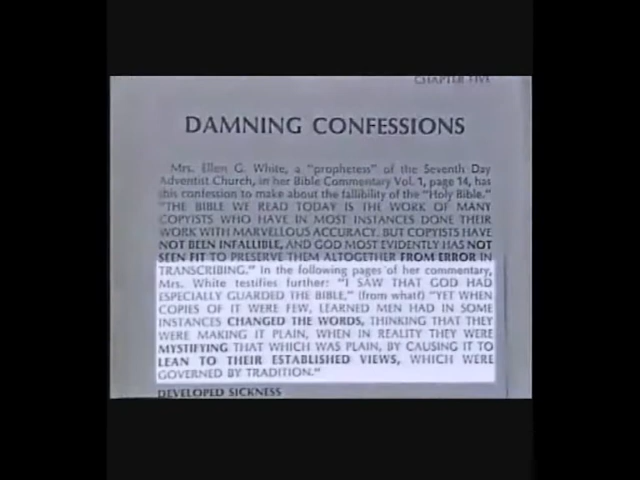 CHAPTER FIVE
DAMNING CONFESSIONS
Mrs. Ellen G. White, a "prophetess" of the Seventh Day
Adventist Church, in her Bible Commentary Vol. 1, page 14, has
this confession to make about the fallibility of the "Holy Bible."
"THE BIBLE WE READ TODAY IS THE WORK OF MANY
COPYISTS WHO HAVE IN MOST INSTANCES DONE THEIR
WORK WITH MARVELLOUS ACCURACY. BUT COPYISTS HAVE
NOT BEEN INFALLIBLE, AND GOD MOST EVIDENTLY HAS NOT
SEEN FIT TO PRESERVE THEM ALTOGETHER FROM ERROR IN
TRANSCRIBING." In the following pages of her commentary,
Mrs. White testifies further: "I SAW THAT GOD HAD
ESPECIALLY GUARDED THE BIBLE," (from what?) "YET WHEN
COPIES OF IT WERE FEW, LEARNED MEN HAD IN SOME
INSTANCES CHANGED THE WORDS, THINKING THAT THEY
WERE MAKING IT PLAIN, WHEN IN REALITY THEY WERE
MYSTIFYING THAT WHICH WAS PLAIN, BY CAUSING IT TO
LEAN TO THEIR ESTABLISHED VIEWS, WHICH WERE
GOVERNED BY TRADITION."
DEVELOPED SICKNESS